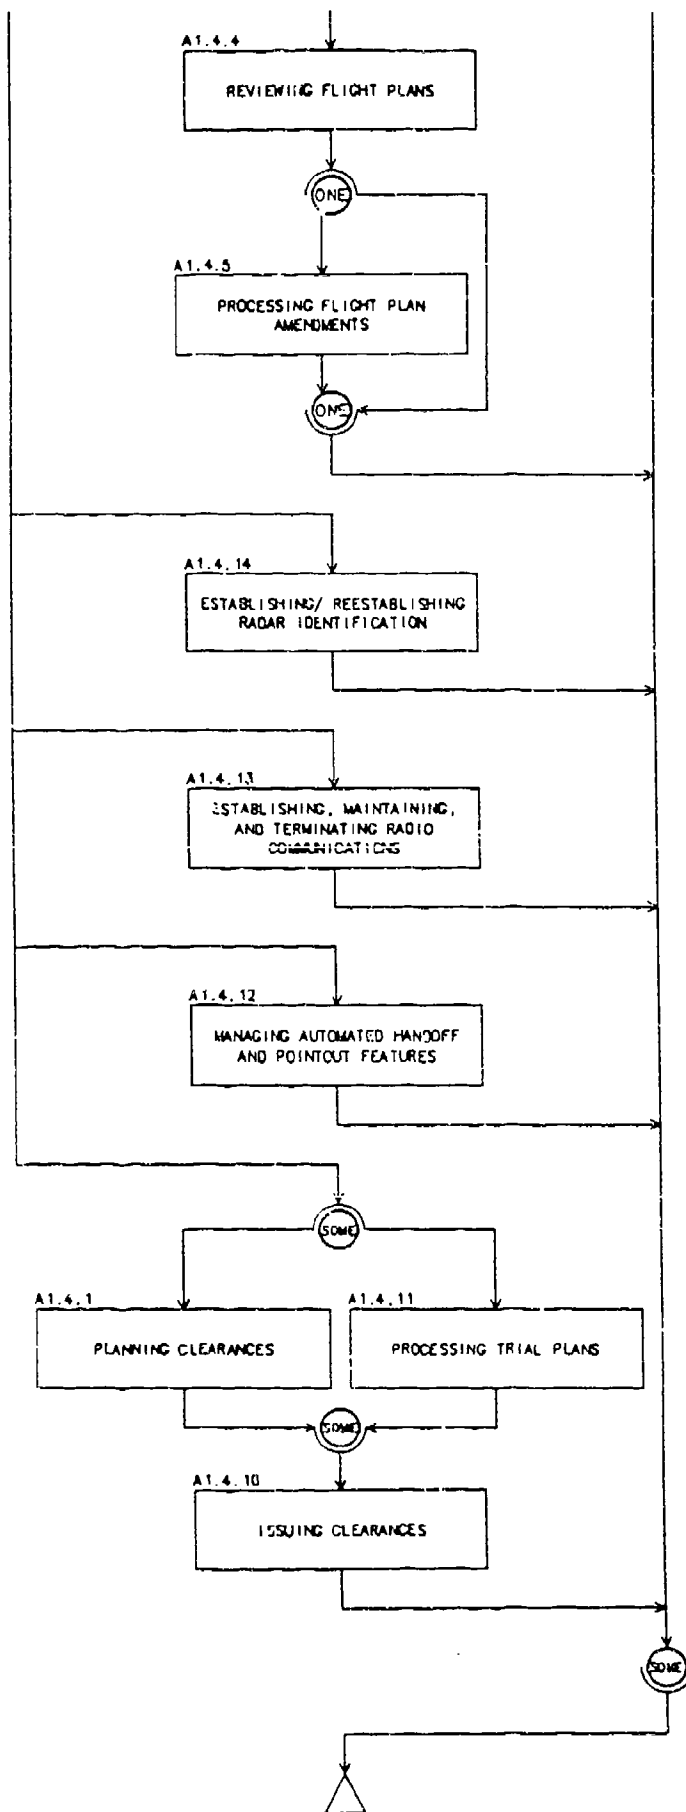 A1.4.4
REVIEWING FLIGHT PLANS
ONE
A1.4.5
PROCESSING FLIGHT PLAN
AMENDMENTS
ONE
A1.4.14
ESTABLISHING/ REESTABLISHING
RADAR IDENTIFICATION
A1.4.13
ESTABLISHING, MAINTAINING,
AND TERMINATING RADIO
COMMUNICATIONS
A1.4.12
MANAGING AUTOMATED HANDOFF
AND POINTOUT FEATURES
SOME
A1.4.1
PLANNING CLEARANCES
A1.4.11
PROCESSING TRIAL PLANS
SOME
A1.4.10
ISSUING CLEARANCES
SOME